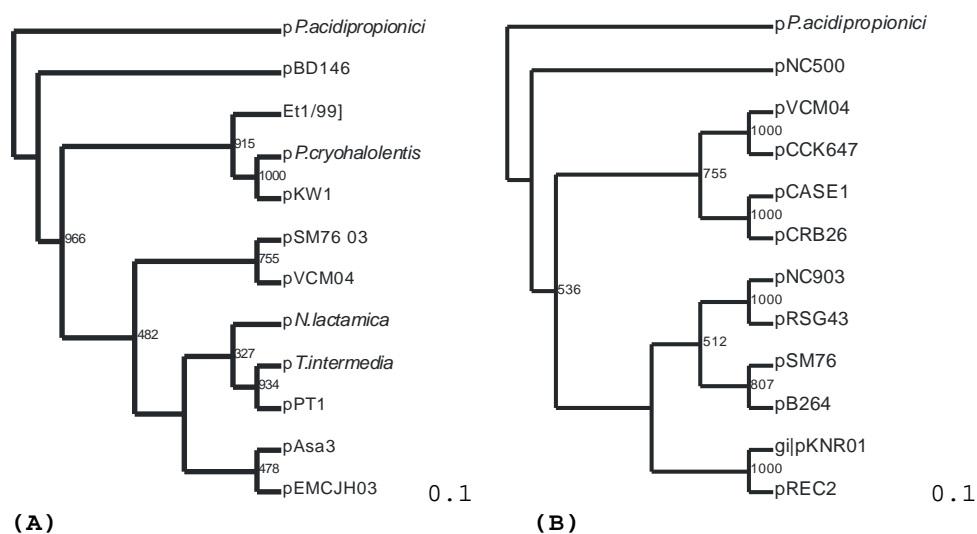 p P.acidipropionici
pBD146
Et1/99]
915
p P.cryohalolentis
1000
pKW1
966
pSM76 03
755
pVCM04
482
p N.lactamica
327
p T.intermedia
934
pPT1
pAsa3
478
pEMCJH03
0.1
(A)
p P.acidipropionici
pNC500
pVCM04
1000
pCCK647
755
pCASE1
1000
pCRB26
536
pNC903
1000
pRSG43
512
pSM76
807
pB264
gi|pKNR01
1000
pREC2
0.1
(B)